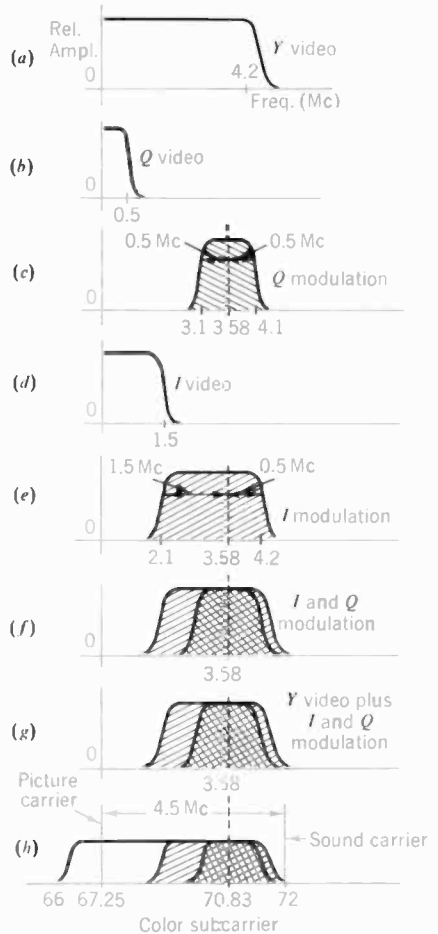 Rel.
Ampl.
(a)
Y video
0
4.2
Freq. (Mc)
(b)
Q video
0
0.5
0.5 Mc
0.5 Mc
(c)
Q modulation
0
3.1
3 58
4.1
(d)
I video
0
1.5
1.5 Mc
0.5 Mc
(e)
I modulation
0
2.1
3.58
4.2
(f)
I and Q
modulation
0
3.58
Y video plus
I and Q
modulation
(g)
0
3.58
Picture
carrier
4.5 Mc
Sound carrier
(h)
0
66
67.25
70.83
72
Color subcarrier